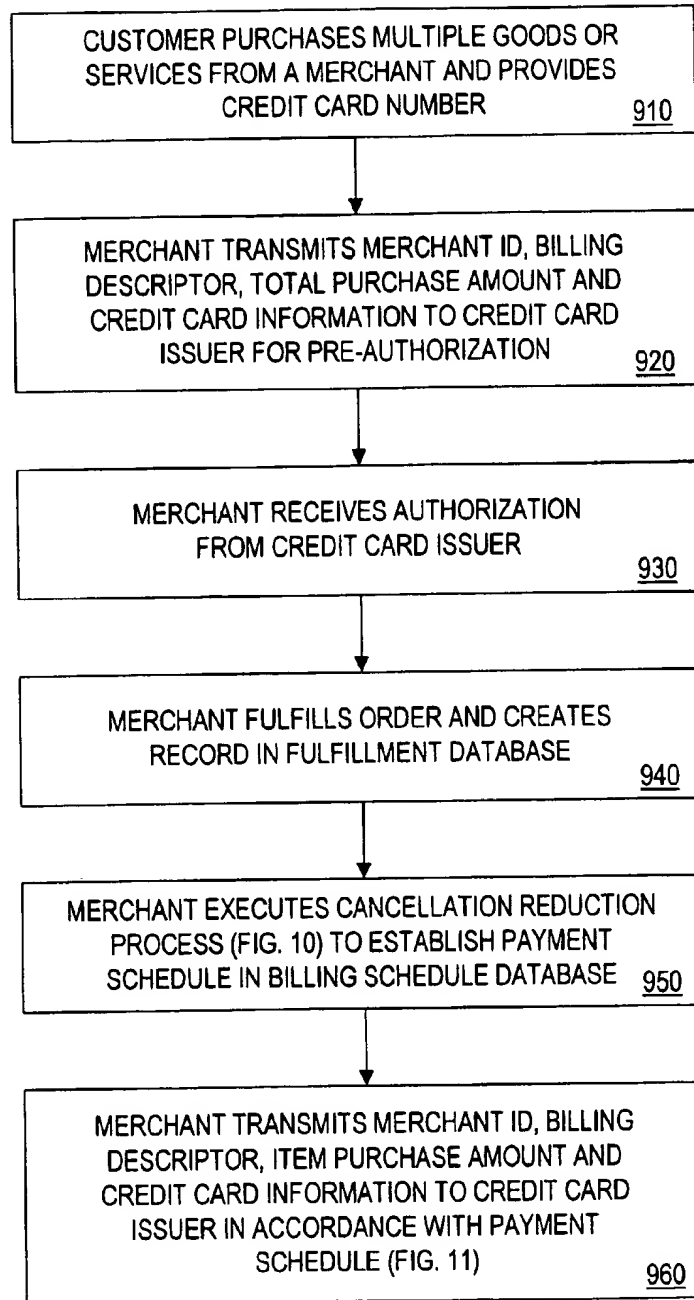 CUSTOMER PURCHASES MULTIPLE GOODS OR
SERVICES FROM A MERCHANT AND PROVIDES
CREDIT CARD NUMBER
910
MERCHANT TRANSMITS MERCHANT ID, BILLING
DESCRIPTOR, TOTAL PURCHASE AMOUNT AND
CREDIT CARD INFORMATION TO CREDIT CARD
ISSUER FOR PRE-AUTHORIZATION
920
MERCHANT RECEIVES AUTHORIZATION
FROM CREDIT CARD ISSUER
930
MERCHANT FULFILLS ORDER AND CREATES
RECORD IN FULFILLMENT DATABASE
940
MERCHANT EXECUTES CANCELLATION REDUCTION
PROCESS (FIG. 10) TO ESTABLISH PAYMENT
SCHEDULE IN BILLING SCHEDULE DATABASE
950
MERCHANT TRANSMITS MERCHANT ID, BILLING
DESCRIPTOR, ITEM PURCHASE AMOUNT AND
CREDIT CARD INFORMATION TO CREDIT CARD
ISSUER IN ACCORDANCE WITH PAYMENT
SCHEDULE (FIG. 11)
960